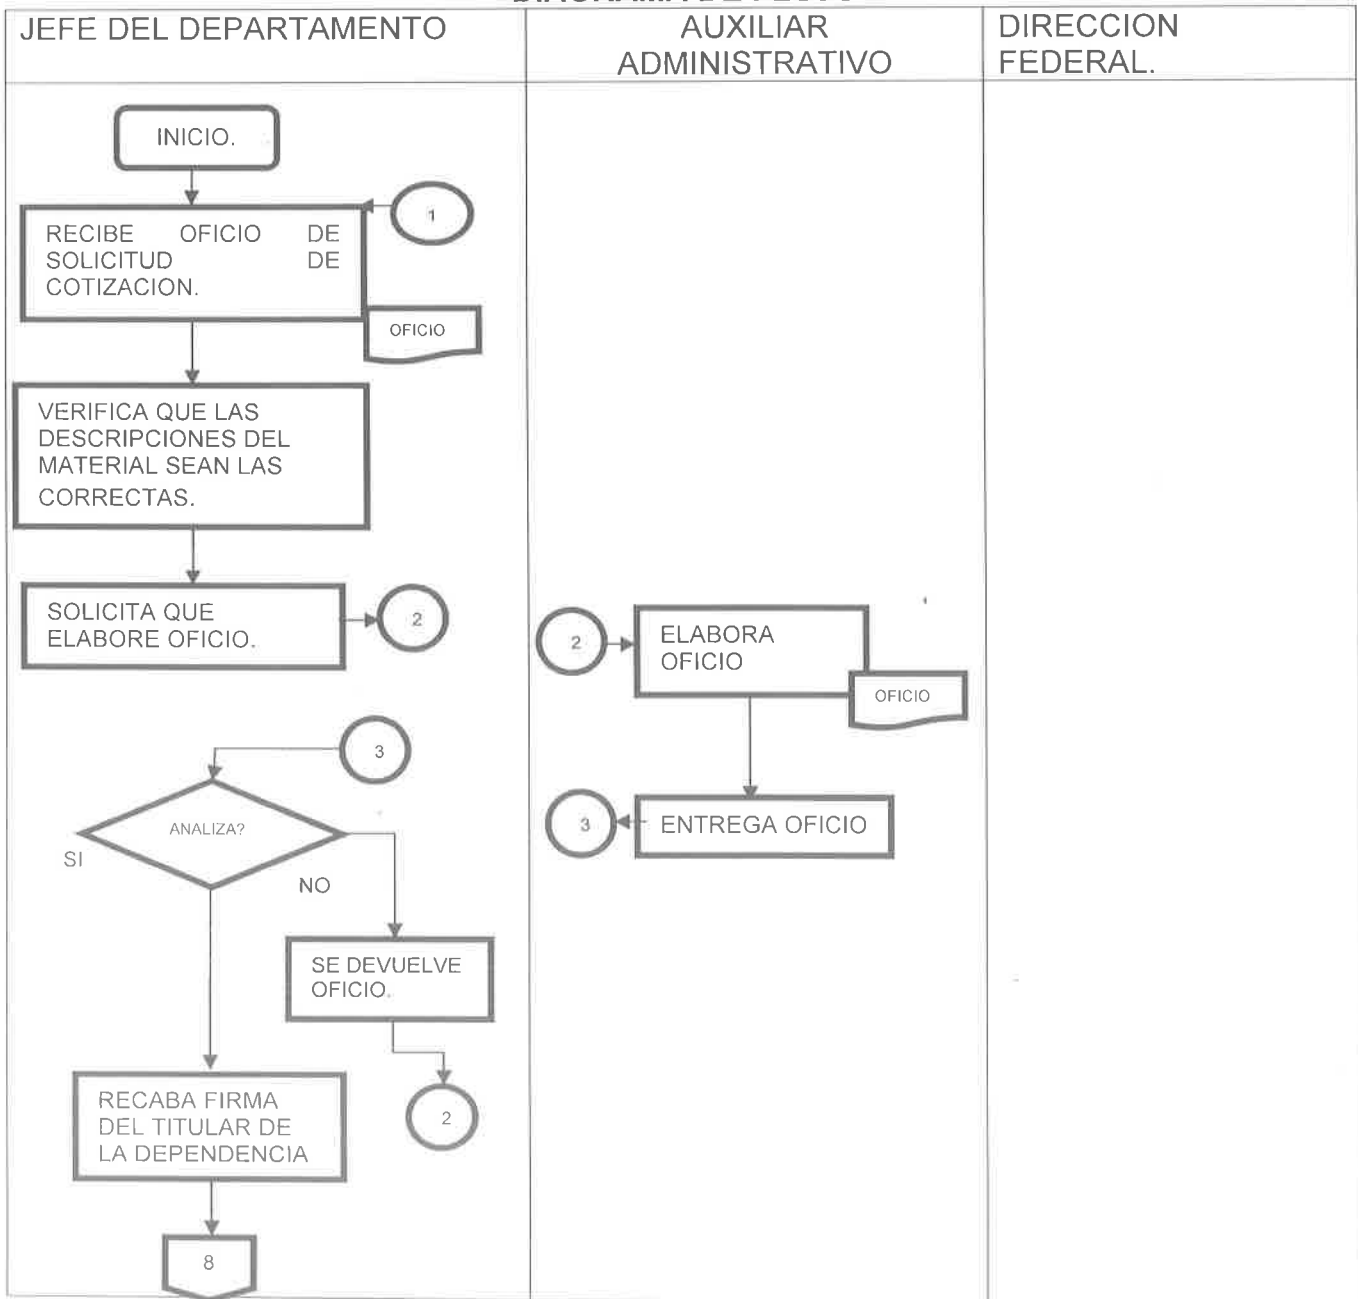 JEFE DEL DEPARTAMENTO
AUXILIAR
ADMINISTRATIVO
DIRECCION
FEDERAL.
INICIO.
1
RECIBE OFICIO DE
SOLICITUD DE
COTIZACION.
OFICIO
VERIFICA QUE LAS
DESCRIPCIONES DEL
MATERIAL SEAN LAS
CORRECTAS.
SOLICITA QUE
ELABORE OFICIO.
2
2
ELABORA
OFICIO
OFICIO
3
ANALIZA?
SI
NO
3
ENTREGA OFICIO
SE DEVUELVE
OFICIO.
2
RECABA FIRMA
DEL TITULAR DE
LA DEPENDENCIA
8